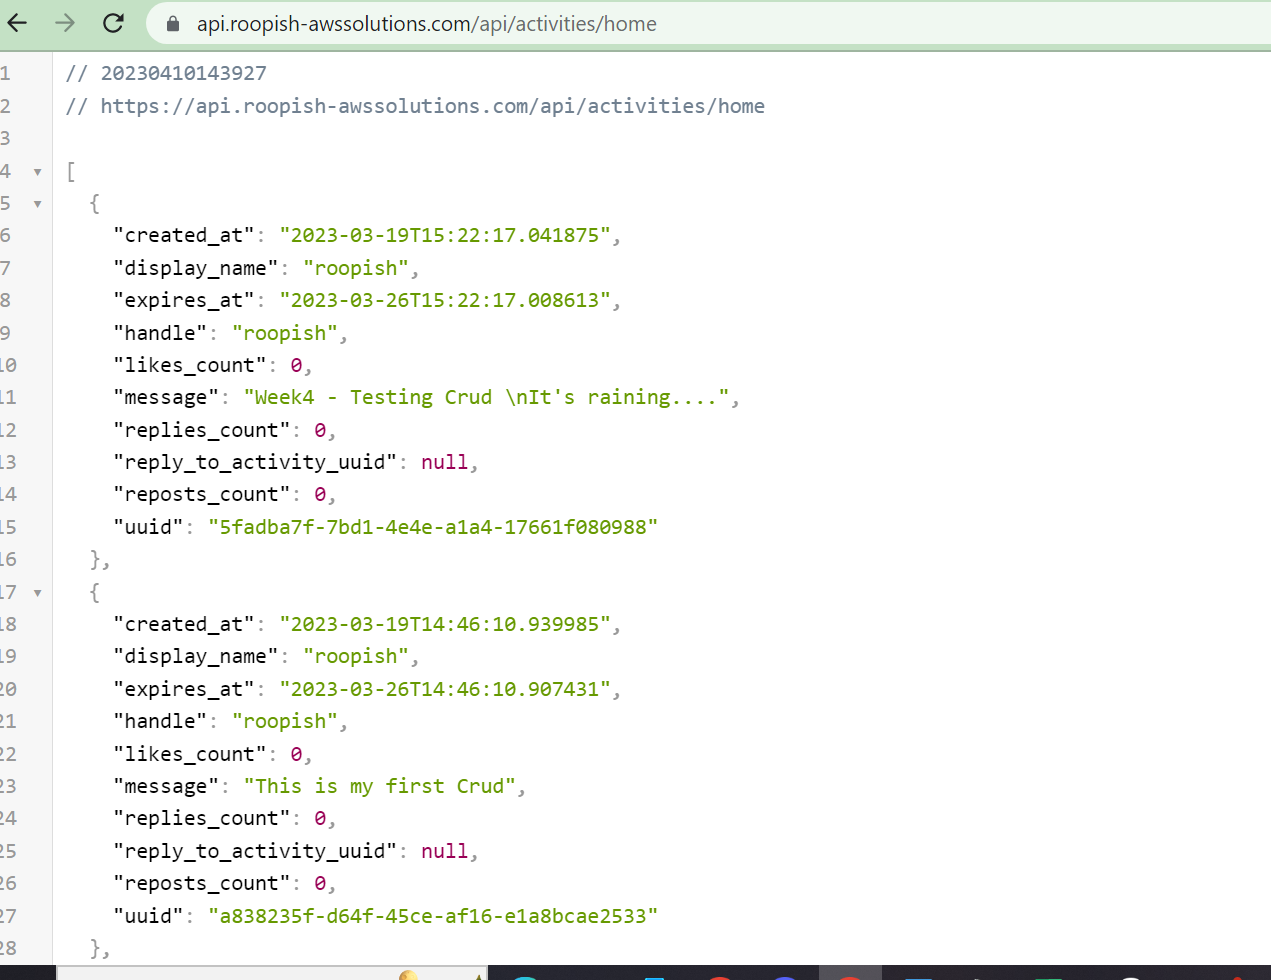 api.roopish-awssolutions.com/api/activities/home
1 // 20230410143927
2 // https://api.roopish-awssolutions.com/api/activities/home
3
4 [
5 {
6 "created_at": "2023-03-19T15:22:17.041875",
7 "display_name": "roopish",
8 "expires_at": "2023-03-26T15:22:17.008613",
9 "handle": "roopish",
10 "likes_count": 0,
11 "message": "Week4 - Testing Crud \nIt's raining....",
12 "replies_count": 0,
13 "reply_to_activity_uuid": null,
14 "reposts_count": 0,
15 "uuid": "5fadba7f-7bd1-4e4e-a1a4-17661f080988"
16 },
17 {
18 "created_at": "2023-03-19T14:46:10.939985",
19 "display_name": "roopish",
20 "expires_at": "2023-03-26T14:46:10.907431",
21 "handle": "roopish",
22 "likes_count": 0,
23 "message": "This is my first Crud",
24 "replies_count": 0,
25 "reply_to_activity_uuid": null,
26 "reposts_count": 0,
27 "uuid": "a838235f-d64f-45ce-af16-e1a8bcae2533"
28 },